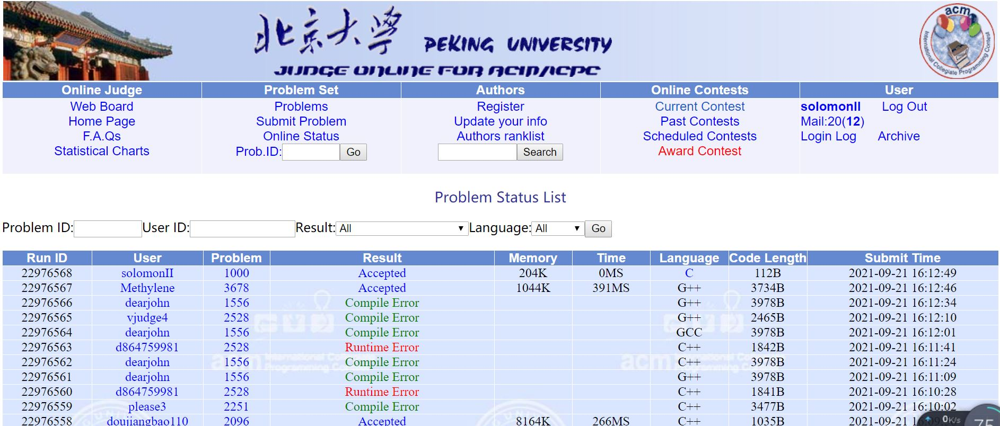 北京大學 PEKING UNIVERSITY
JUDGE ONLINE FOR ACM/ICPC
acm
International Collegiate Programming Contest
Online Judge Problem Set Authors Online Contests User
Web Board Problems Register Current Contest solomonII Log Out
Home Page Submit Problem Update your info Past Contests Mail:20(12)
F.A.Qs Online Status Authors ranklist Scheduled Contests Login Log Archive
Statistical Charts Prob.ID: Go Search Award Contest
Problem Status List
Problem ID: User ID: Result: All Language: All Go
Run ID User Problem Result Memory Time Language Code Length Submit Time
22976568 solomonII 1000 Accepted 204K 0MS C 112B 2021-09-21 16:12:49
22976567 Methylene 3678 Accepted 1044K 391MS G++ 3734B 2021-09-21 16:12:46
22976566 dearjohn 1556 Compile Error G++ 3978B 2021-09-21 16:12:34
22976565 vjudge4 2528 Compile Error G++ 2465B 2021-09-21 16:12:10
22976564 dearjohn 1556 Compile Error GCC 3978B 2021-09-21 16:12:01
22976563 d864759981 2528 Runtime Error C++ 1842B 2021-09-21 16:11:41
22976562 dearjohn 1556 Compile Error C++ 3978B 2021-09-21 16:11:24
22976561 dearjohn 1556 Compile Error G++ 3978B 2021-09-21 16:11:09
22976560 d864759981 2528 Runtime Error C++ 1841B 2021-09-21 16:10:28
22976559 please3 2251 Compile Error C++ 3477B 2021-09-21 16:10:02
22976558 doujiangbao110 2096 Accepted 8164K 266MS C++ 1035B 2021-09-21
0K/s 75